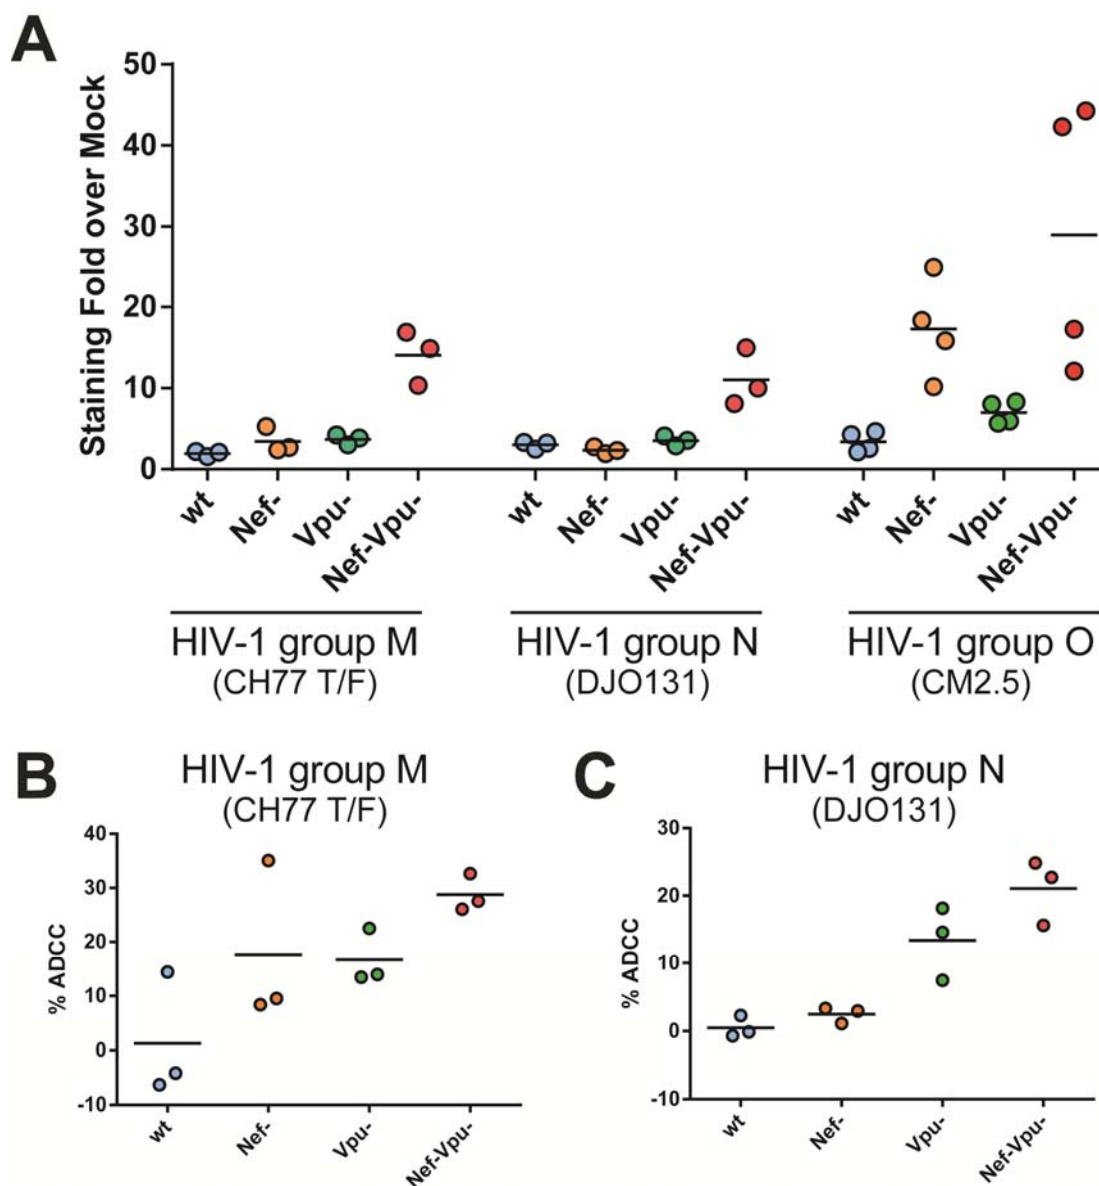 A
Staining Fold over Mock
50
40
30
20
10
0
wt
Nef-
Vpu-
Nef-Vpu-
wt
Nef-
Vpu-
Nef-Vpu-
wt
Nef-
Vpu-
Nef-Vpu-
HIV-1 group M
(CH77 T/F)
HIV-1 group N
(DJO131)
HIV-1 group O
(CM2.5)
B
HIV-1 group M
(CH77 T/F)
% ADCC
40
30
20
10
0
-10
wt
Nef-
Vpu-
Nef-Vpu-
C
HIV-1 group N
(DJO131)
% ADCC
30
20
10
0
-10
wt
Nef-
Vpu-
Nef-Vpu-